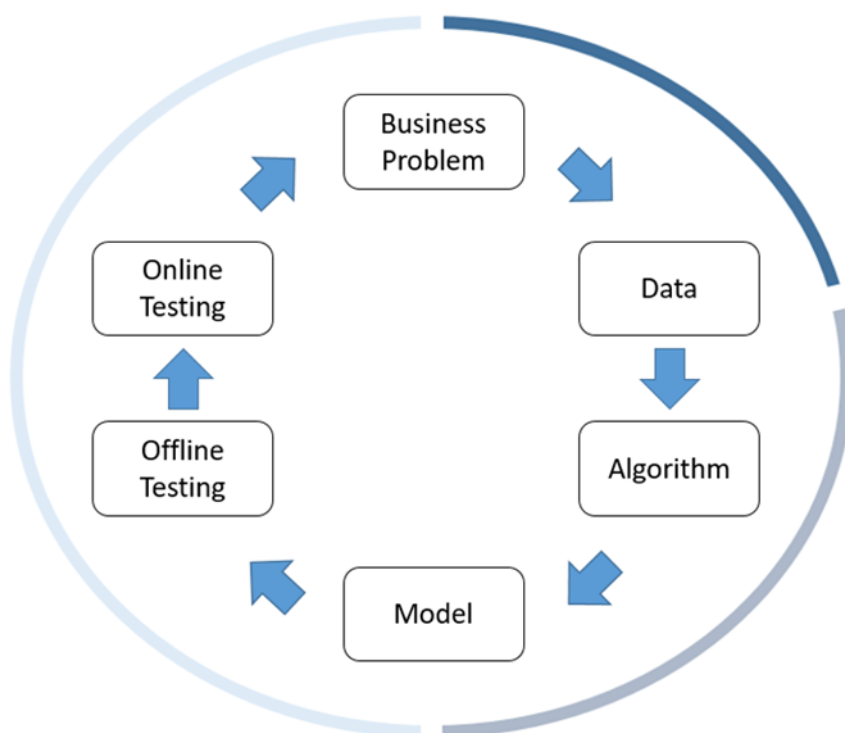 Business
Problem
Data
Algorithm
Model
Offline
Testing
Online
Testing